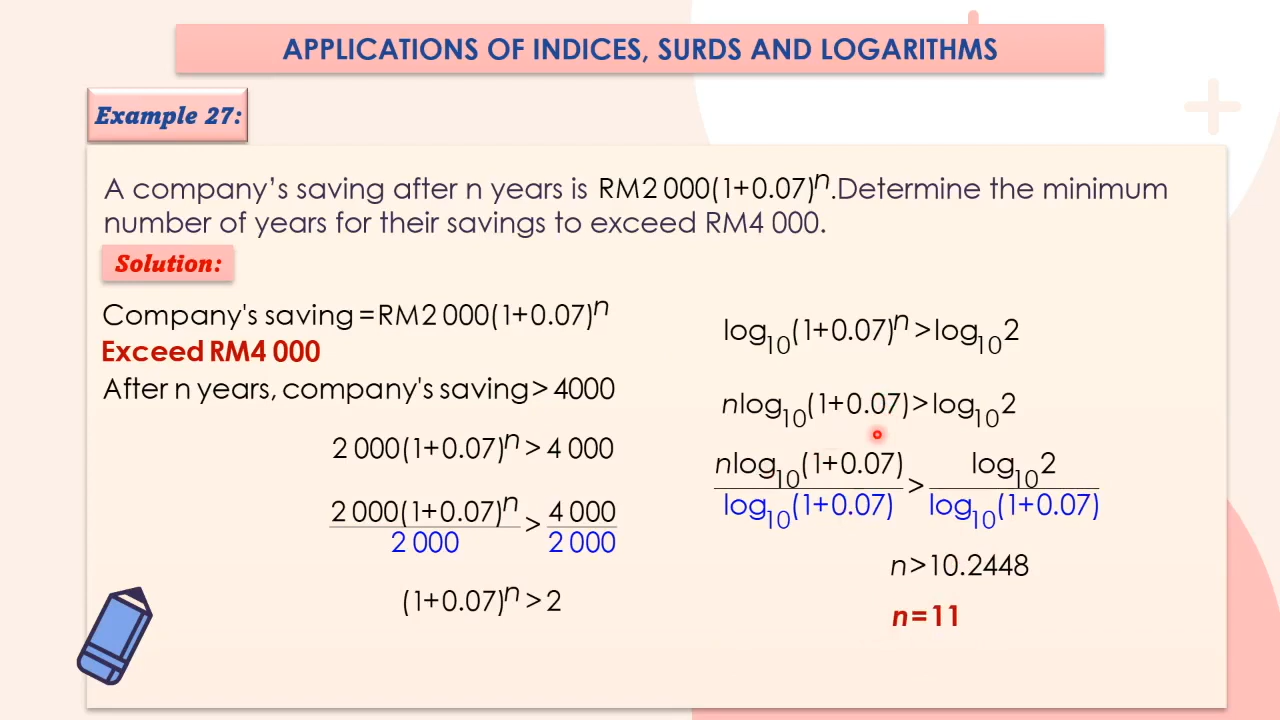 APPLICATIONS OF INDICES, SURDS AND LOGARITHMS
Example 27:
A company’s saving after n years is RM2 000(1+0.07)ⁿ.Determine the minimum
number of years for their savings to exceed RM4 000.
Solution:
Company's saving =RM2 000(1+0.07)ⁿ
Exceed RM4 000
After n years, company's saving> 4000
2 000(1+0.07)ⁿ > 4 000
2 000(1+0.07)ⁿ / 2 000 > 4 000 / 2 000
(1+0.07)ⁿ > 2
log₁₀(1+0.07)ⁿ >log₁₀2
nlog₁₀(1+0.07)>log₁₀2
nlog₁₀(1+0.07) / log₁₀(1+0.07) > log₁₀2 / log₁₀(1+0.07)
n>10.2448
n=11